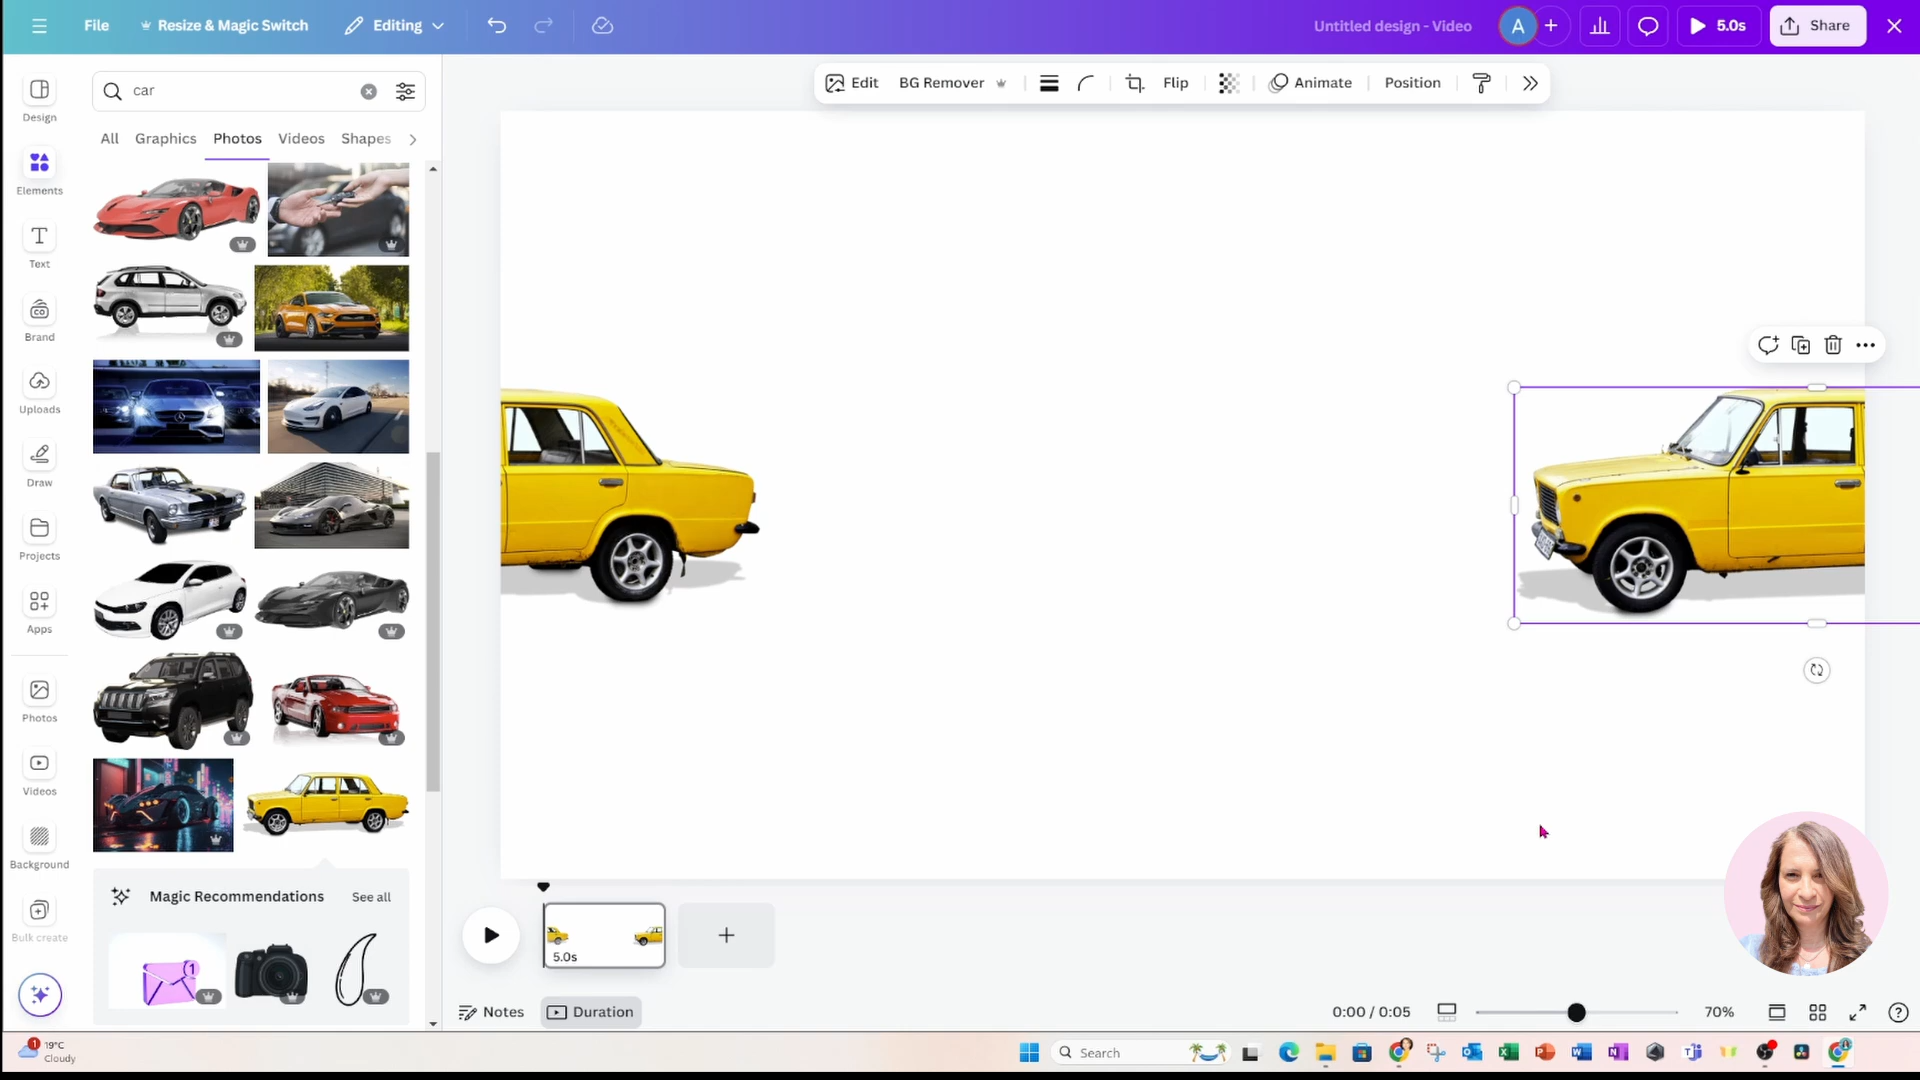 File
Resize & Magic Switch
Editing
Untitled design - Video
A
5.0s
Share
Design
Elements
Text
Brand
Uploads
Draw
Projects
Apps
Photos
Videos
Background
Bulk create
car
All
Graphics
Photos
Videos
Shapes
Magic Recommendations
See all
1
Edit
BG Remover
Flip
Animate
Position
5.0s
Notes
Duration
0:00 / 0:05
70%
1
19°C
Cloudy
Search